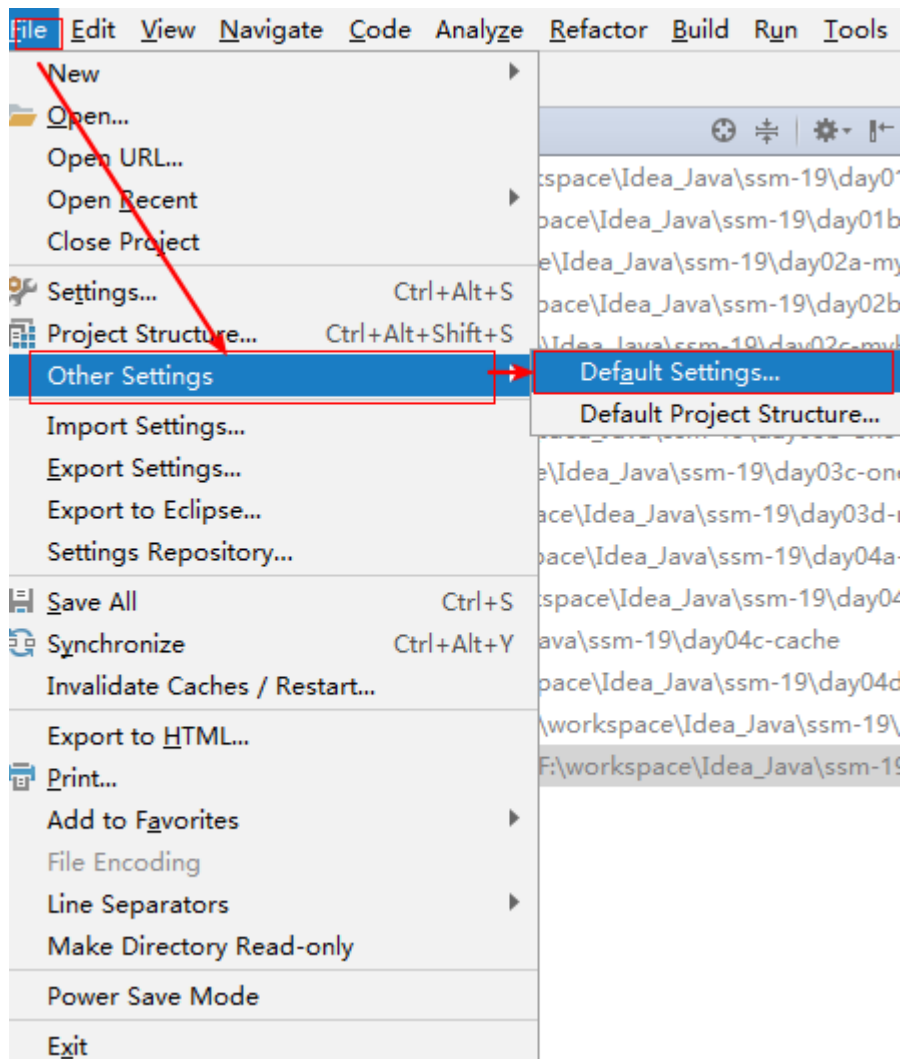 File Edit View Navigate Code Analyze Refactor Build Run Tools
New
Open...
Open URL...
Open Recent
Close Project
Settings... Ctrl+Alt+S
Project Structure... Ctrl+Alt+Shift+S
Other Settings
Default Settings...
Default Project Structure...
Import Settings...
Export Settings...
Export to Eclipse...
Settings Repository...
Save All Ctrl+S
Synchronize Ctrl+Alt+Y
Invalidate Caches / Restart...
Export to HTML...
Print...
Add to Favorites
File Encoding
Line Separators
Make Directory Read-only
Power Save Mode
Exit
space\Idea_Java\ssm-19\day01
pace\Idea_Java\ssm-19\day01b
e\Idea_Java\ssm-19\day02a-my
pace\Idea_Java\ssm-19\day02b
e\Idea_Java\ssm-19\day03c-one
ace\Idea_Java\ssm-19\day03d-
pace\Idea_Java\ssm-19\day04a-
space\Idea_Java\ssm-19\day04
ava\ssm-19\day04c-cache
pace\Idea_Java\ssm-19\day04d
\workspace\Idea_Java\ssm-19\
F:\workspace\Idea_Java\ssm-19